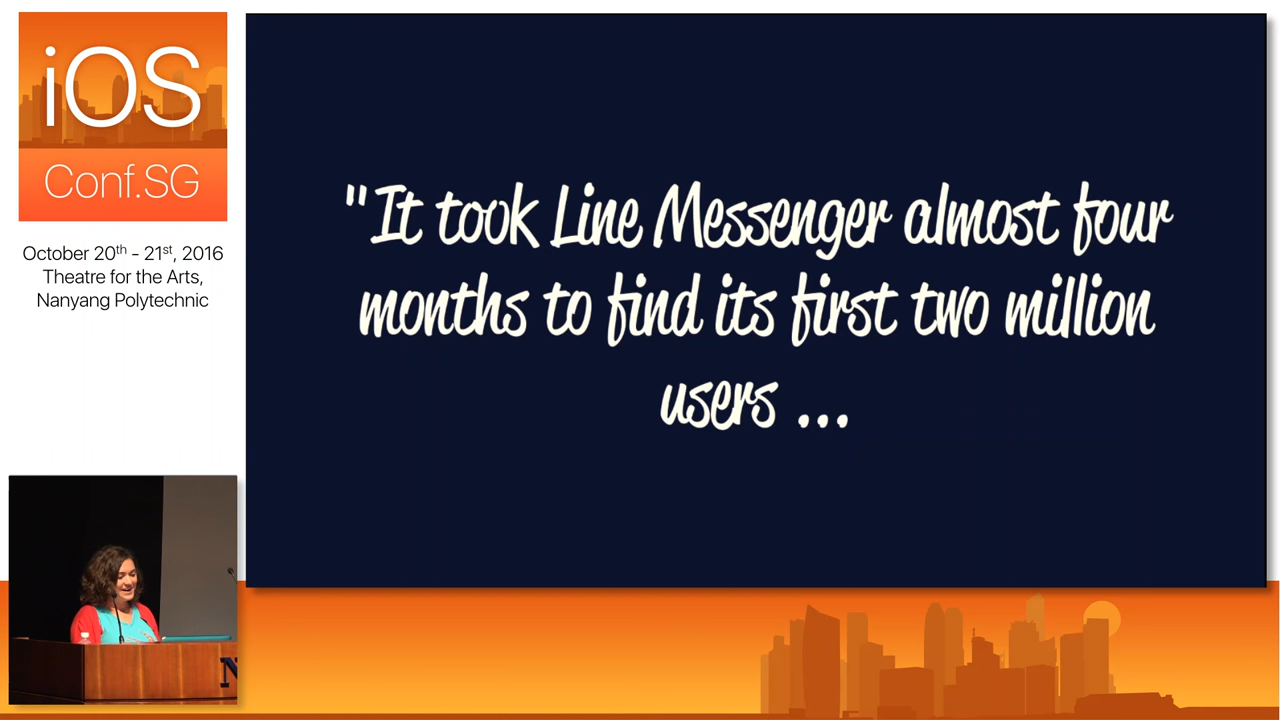 iOS
Conf.SG
October 20th - 21st, 2016
Theatre for the Arts,
Nanyang Polytechnic
"It took Line Messenger almost four
months to find its first two million
users ...
N